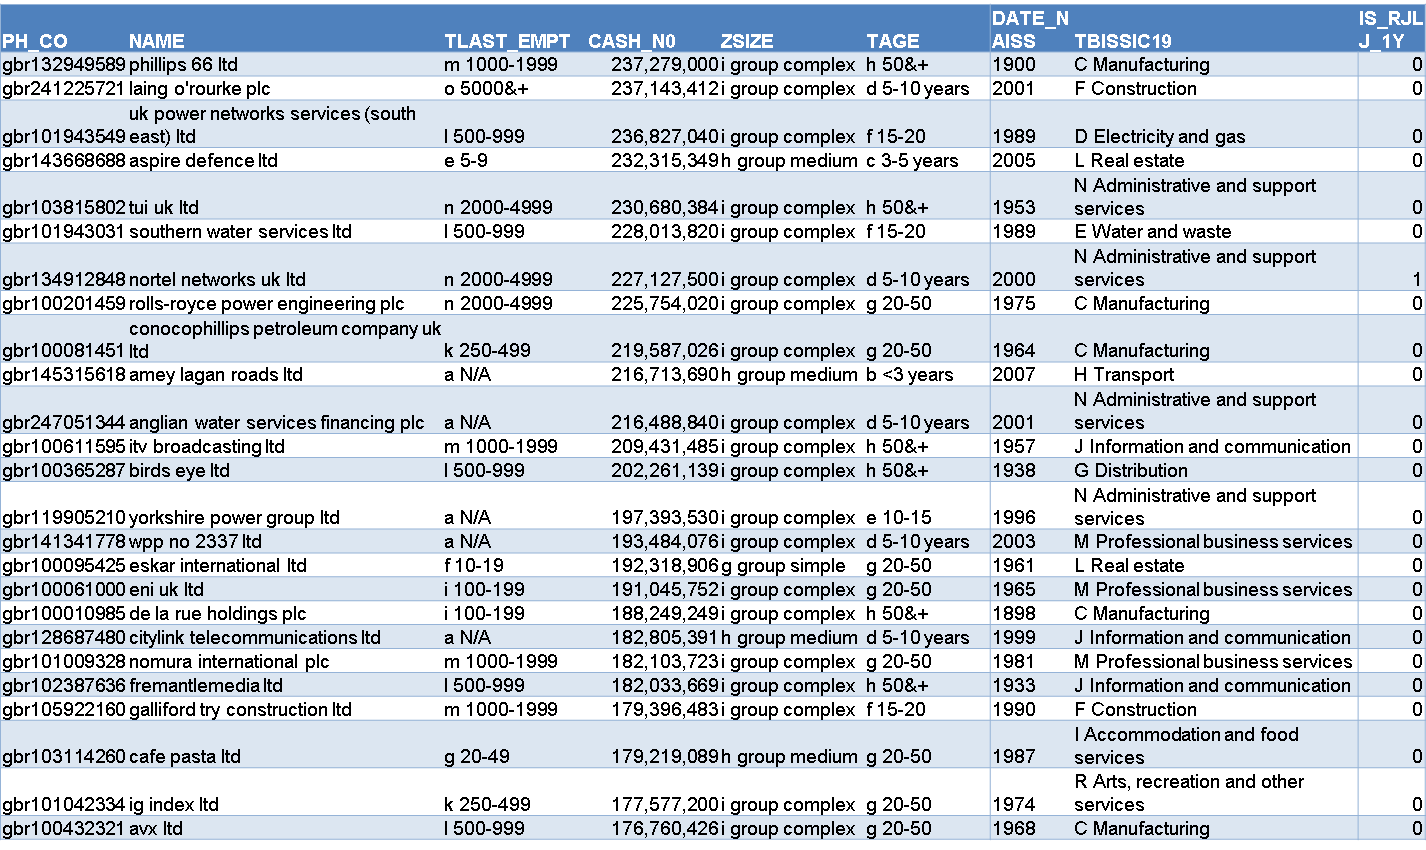 DATE_N IS_RJL
PH_CO NAME TLAST_EMPT CASH_N0 ZSIZE TAGE AISS TBISSIC19 J_1Y
gbr132949589 phillips 66 ltd m 1000-1999 237,279,000 i group complex h 50&+ 1900 C Manufacturing 0
gbr241225721 laing o'rourke plc o 5000&+ 237,143,412 i group complex d 5-10 years 2001 F Construction 0
uk power networks services (south
gbr101943549 east) ltd l 500-999 236,827,040 i group complex f 15-20 1989 D Electricity and gas 0
gbr143668688 aspire defence ltd e 5-9 232,315,349 h group medium c 3-5 years 2005 L Real estate 0
N Administrative and support
gbr103815802 tui uk ltd n 2000-4999 230,680,384 i group complex h 50&+ 1953 services 0
gbr101943031 southern water services ltd l 500-999 228,013,820 i group complex f 15-20 1989 E Water and waste 0
N Administrative and support
gbr134912848 nortel networks uk ltd n 2000-4999 227,127,500 i group complex d 5-10 years 2000 services 1
gbr100201459 rolls-royce power engineering plc n 2000-4999 225,754,020 i group complex g 20-50 1975 C Manufacturing 0
conocophillips petroleum company uk
gbr100081451 ltd k 250-499 219,587,026 i group complex g 20-50 1964 C Manufacturing 0
gbr145315618 amey lagan roads ltd a N/A 216,713,690 h group medium b <3 years 2007 H Transport 0
N Administrative and support
gbr247051344 anglian water services financing plc a N/A 216,488,840 i group complex d 5-10 years 2001 services 0
gbr100611595 itv broadcasting ltd m 1000-1999 209,431,485 i group complex h 50&+ 1957 J Information and communication 0
gbr100365287 birds eye ltd l 500-999 202,261,139 i group complex h 50&+ 1938 G Distribution 0
N Administrative and support
gbr119905210 yorkshire power group ltd a N/A 197,393,530 i group complex e 10-15 1996 services 0
gbr141341778 wpp no 2337 ltd a N/A 193,484,076 i group complex d 5-10 years 2003 M Professional business services 0
gbr100095425 eskar international ltd f 10-19 192,318,906 g group simple g 20-50 1961 L Real estate 0
gbr100061000 eni uk ltd i 100-199 191,045,752 i group complex g 20-50 1965 M Professional business services 0
gbr100010985 de la rue holdings plc i 100-199 188,249,249 i group complex h 50&+ 1898 C Manufacturing 0
gbr128687480 citylink telecommunications ltd a N/A 182,805,391 h group medium d 5-10 years 1999 J Information and communication 0
gbr101009328 nomura international plc m 1000-1999 182,103,723 i group complex g 20-50 1981 M Professional business services 0
gbr102387636 fremantlemedia ltd l 500-999 182,033,669 i group complex h 50&+ 1933 J Information and communication 0
gbr105922160 galliford try construction ltd m 1000-1999 179,396,483 i group complex f 15-20 1990 F Construction 0
I Accommodation and food
gbr103114260 cafe pasta ltd g 20-49 179,219,089 h group medium g 20-50 1987 services 0
R Arts, recreation and other
gbr101042334 ig index ltd k 250-499 177,577,200 i group complex g 20-50 1974 services 0
gbr100432321 avx ltd l 500-999 176,760,426 i group complex g 20-50 1968 C Manufacturing 0